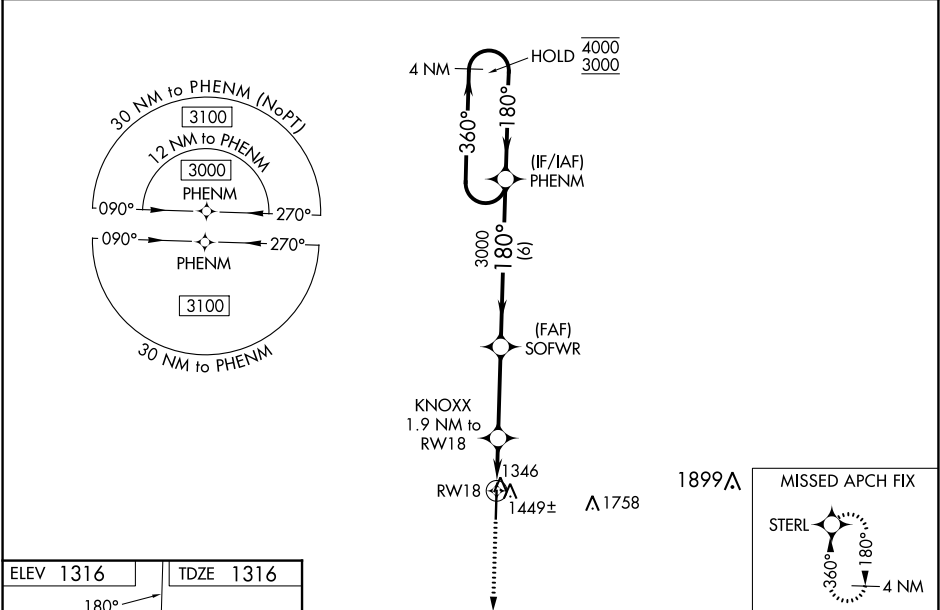 30 NM to PHENM (NoPT)
3100
12 NM to PHENM
3000
PHENM
090°
270°
090°
270°
PHENM
3100
30 NM to PHENM
4 NM
HOLD
4000
3000
360°
180°
(IF/IAF)
PHENM
3000
180°
(6)
(FAF)
SOFWR
KNOXX
1.9 NM to
RW18
1346
RW18
1449±
1758
1899
MISSED APCH FIX
STERL
360°
180°
4 NM
ELEV 1316
TDZE 1316
180°